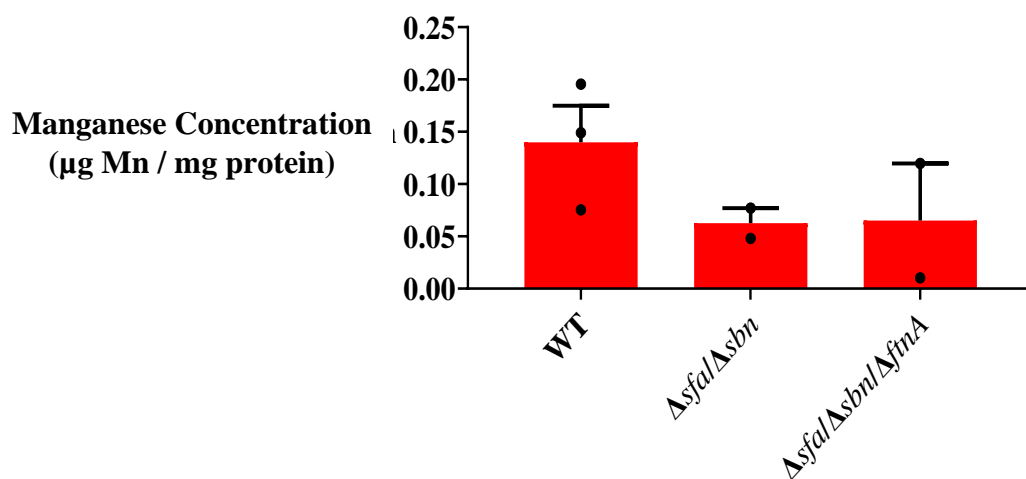 0.25
0.20
Manganese Concentration
0.15
(µg Mn / mg protein)
0.10
0.05
0.00
WT
Δsfa/Δsbn
Δsfa/Δsbn/ΔftnA